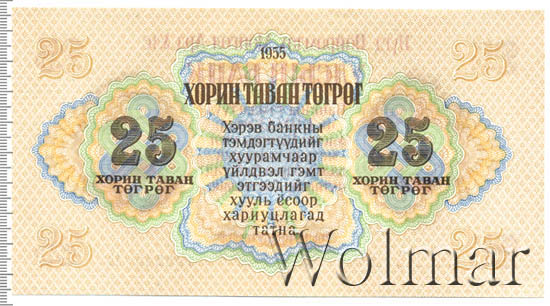 25 25
1955
ХОРИН ТАВАН ТӨГРӨГ
Хэрэв банкны
тэмдэгтүүдийг
хуурамчаар
үйлдвэл гэмт
этгээдийг
хууль ёсоор
хариуцлагад
татна.
25
ХОРИН ТАВАН
ТӨГРӨГ
25
ХОРИН ТАВАН
ТӨГРӨГ
25 25
Wolmar